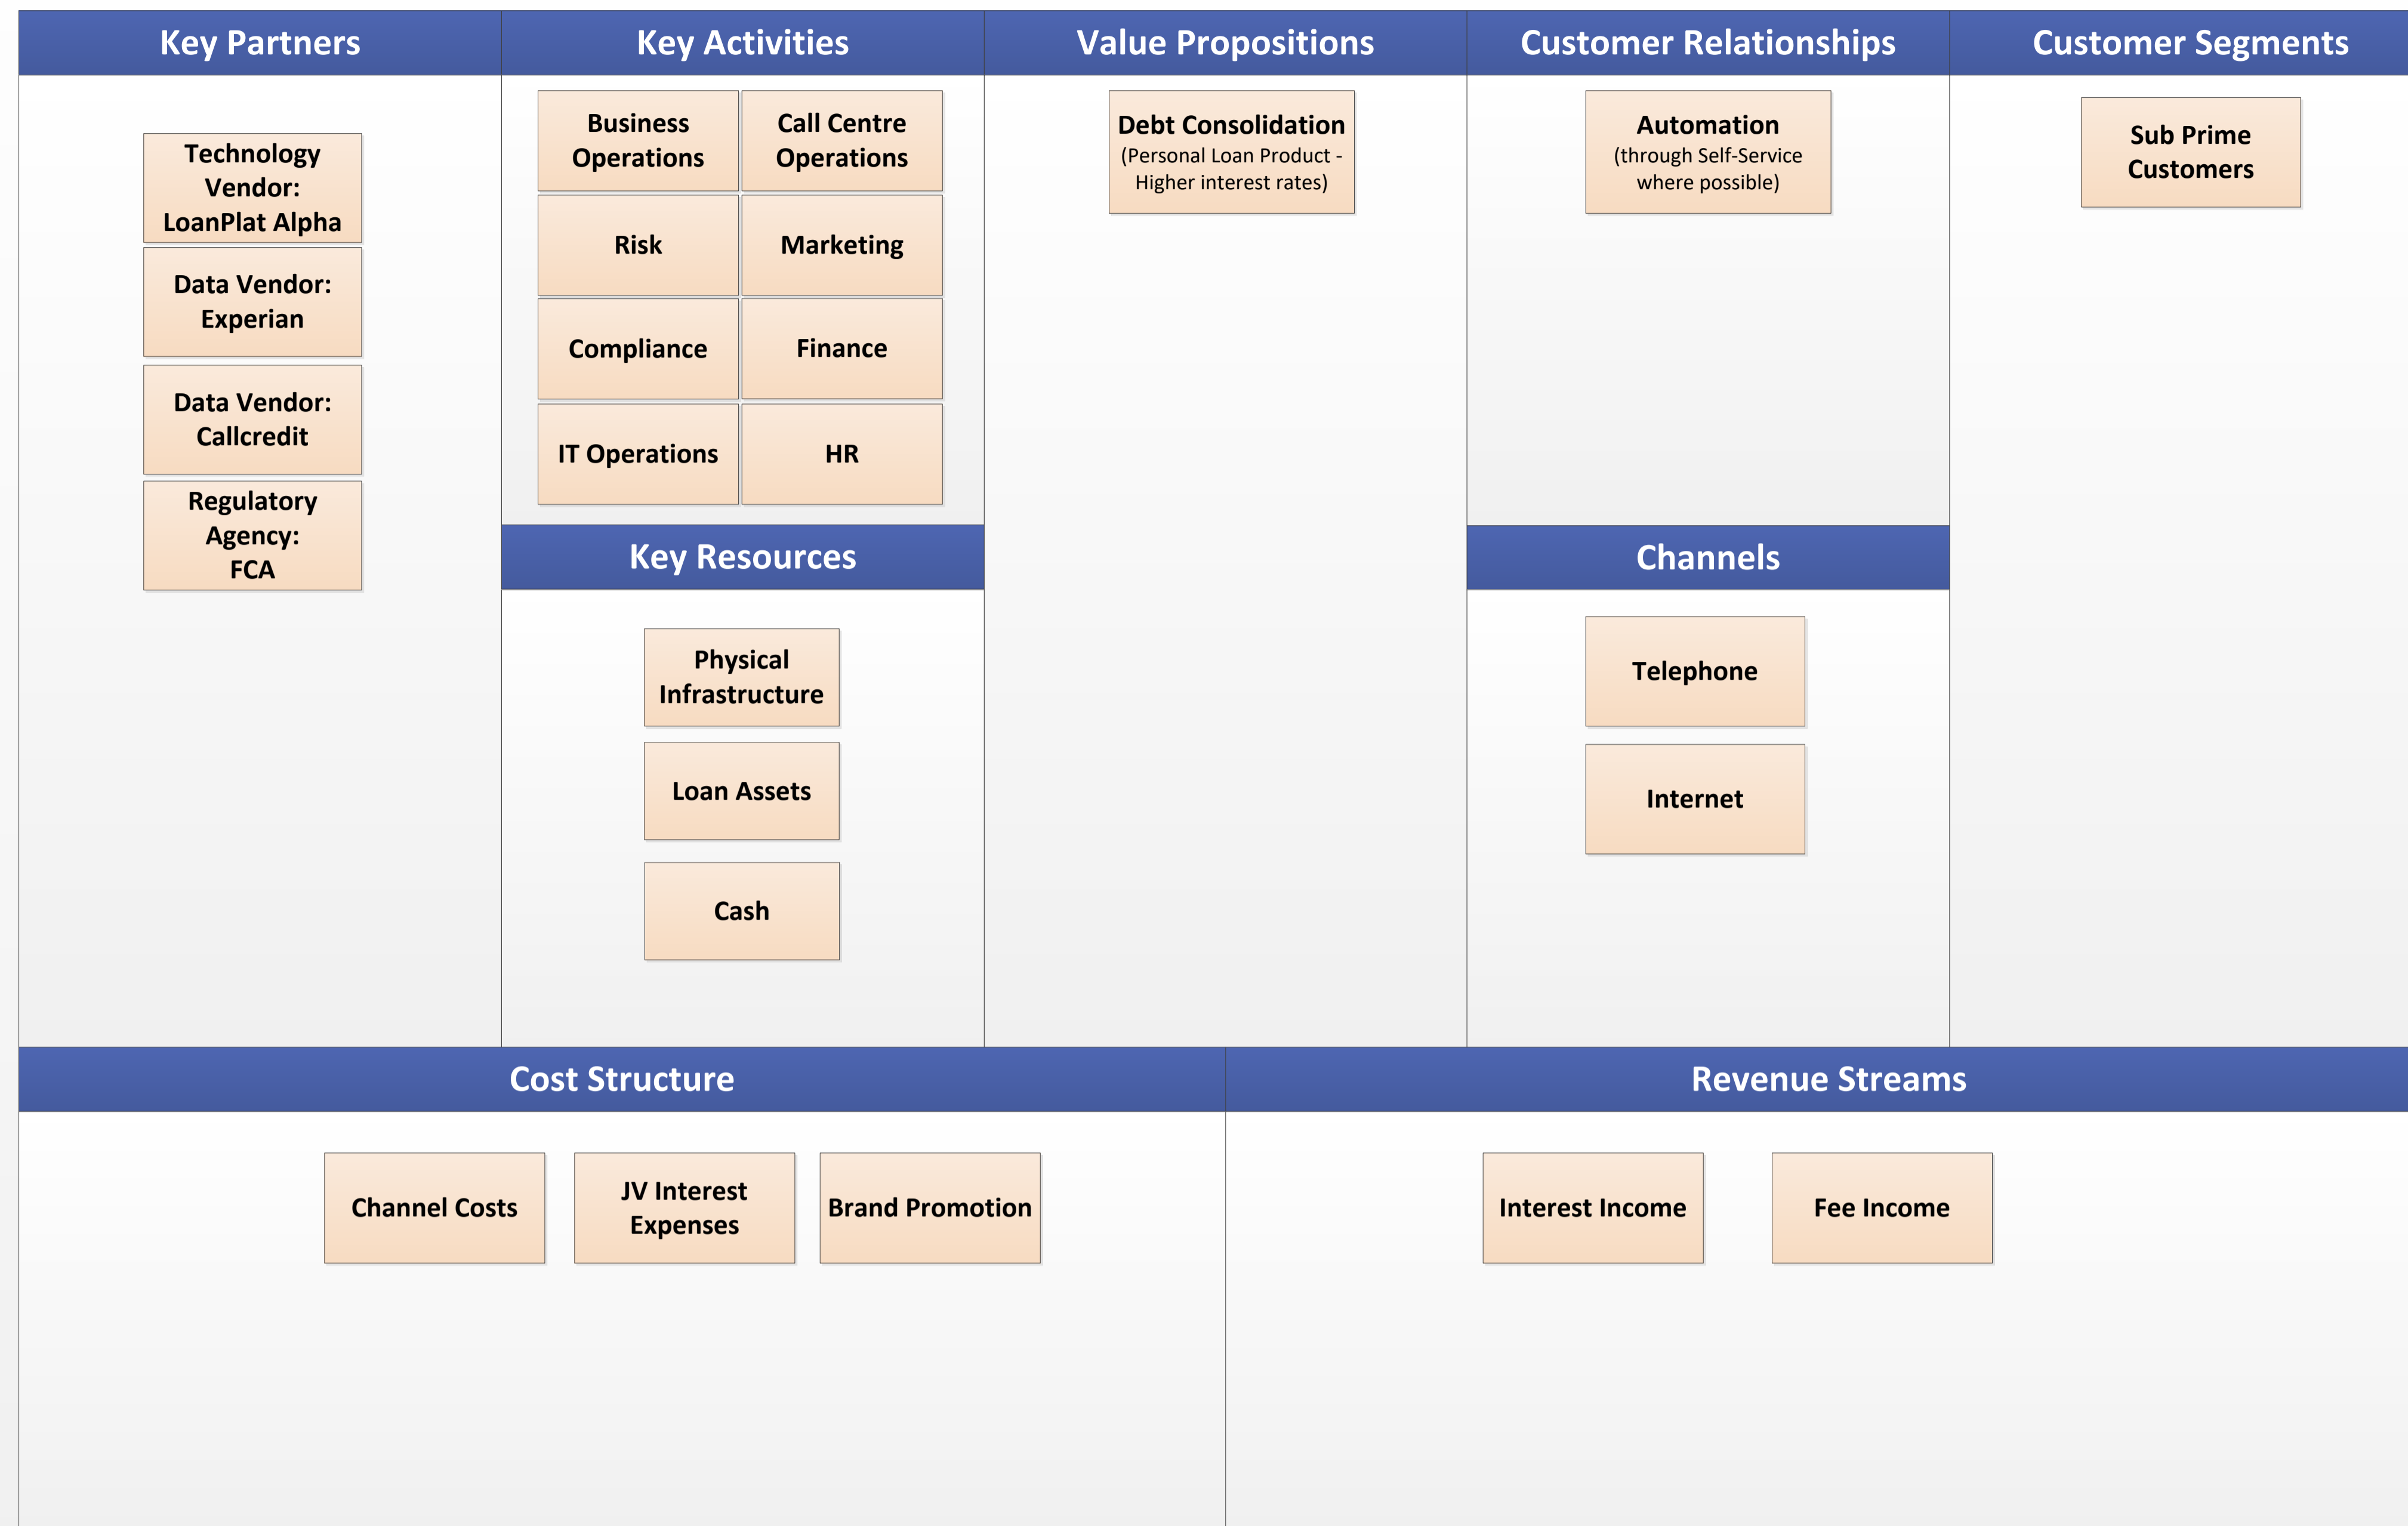 Key Partners
Key Activities
Value Propositions
Customer Relationships
Customer Segments
Technology
Vendor:
LoanPlat Alpha
Data Vendor:
Experian
Data Vendor:
Callcredit
Regulatory
Agency:
FCA
Business
Operations
Call Centre
Operations
Risk
Marketing
Compliance
Finance
IT Operations
HR
Key Resources
Physical
Infrastructure
Loan Assets
Cash
Debt Consolidation
(Personal Loan Product -
Higher interest rates)
Automation
(through Self-Service
where possible)
Channels
Telephone
Internet
Sub Prime
Customers
Cost Structure
Channel Costs
JV Interest
Expenses
Brand Promotion
Revenue Streams
Interest Income
Fee Income